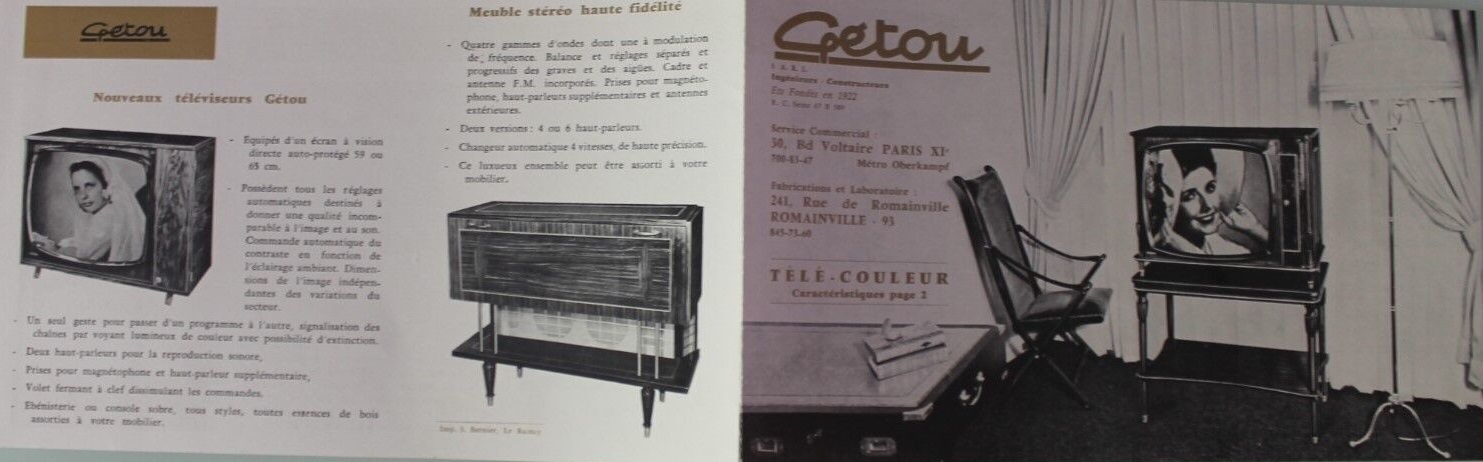 Gétou
Nouveaux téléviseurs Gétou
- Equipés d'un écran à vision
directe auto-protégé 59 ou
65 cm.
- Possèdent tous les réglages
automatiques destinés à
donner une qualité incom-
parable à l'image et au son.
Commande automatique du
contraste en fonction de
l'éclairage ambiant. Dimen-
sions de l'image indépen-
dantes des variations du
secteur.
- Un seul geste pour passer d'un programme à l'autre, signalisation des
chaînes par voyant lumineux de couleur avec possibilité d'extinction.
- Deux haut-parleurs pour la reproduction sonore,
- Prises pour magnétophone et haut-parleur supplémentaire,
- Volet fermant à clef dissimulant les commandes.
- Ebénisterie ou console sobre, tous styles, toutes essences de bois
assorties à votre mobilier.
Meuble stéréo haute fidélité
- Quatre gammes d'ondes dont une à modulation
de fréquence. Balance et réglages séparés et
progressifs des graves et des aigües. Cadre et
antenne F.M. incorporés. Prises pour magnéto-
phone, haut-parleurs supplémentaires et antennes
extérieures.
- Deux versions : 4 ou 6 haut-parleurs.
- Changeur automatique 4 vitesses, de haute précision.
- Ce luxueux ensemble peut être assorti à votre
mobilier.
Imp. S. Bernier, Le Raincy
Gétou
S. A. R. L.
Ingénieurs - Constructeurs
Ets Fondés en 1922
R. C. Seine 57 B
Service Commercial :
30, Bd Voltaire PARIS XIe
700-83-47 Métro Oberkampf
Fabrications et Laboratoire :
241, Rue de Romainville
ROMAINVILLE - 93
845-73-60
TÉLÉ-COULEUR
Caractéristiques page 2